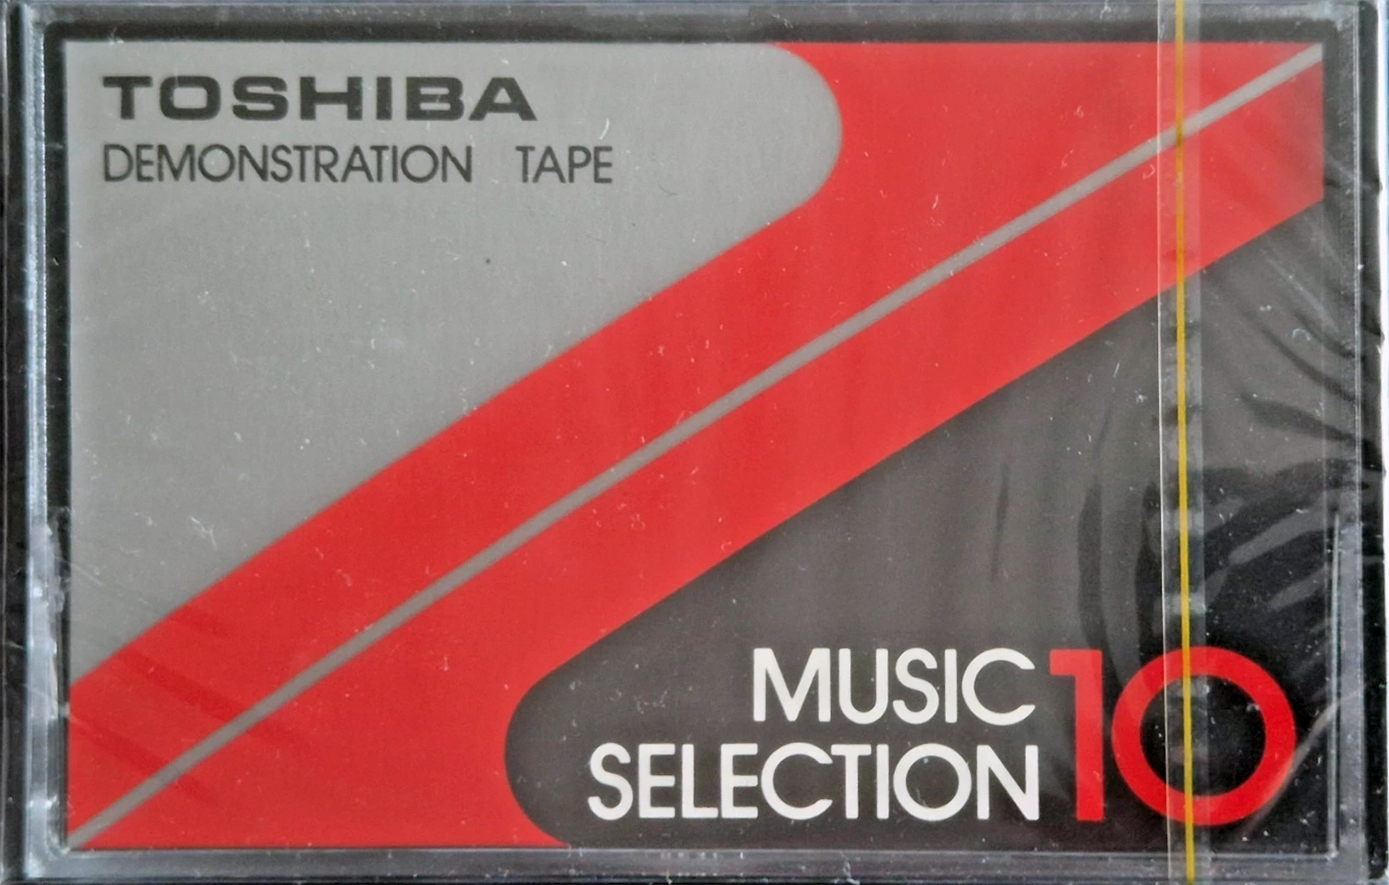 TOSHIBA
DEMONSTRATION TAPE
MUSIC
SELECTION
10